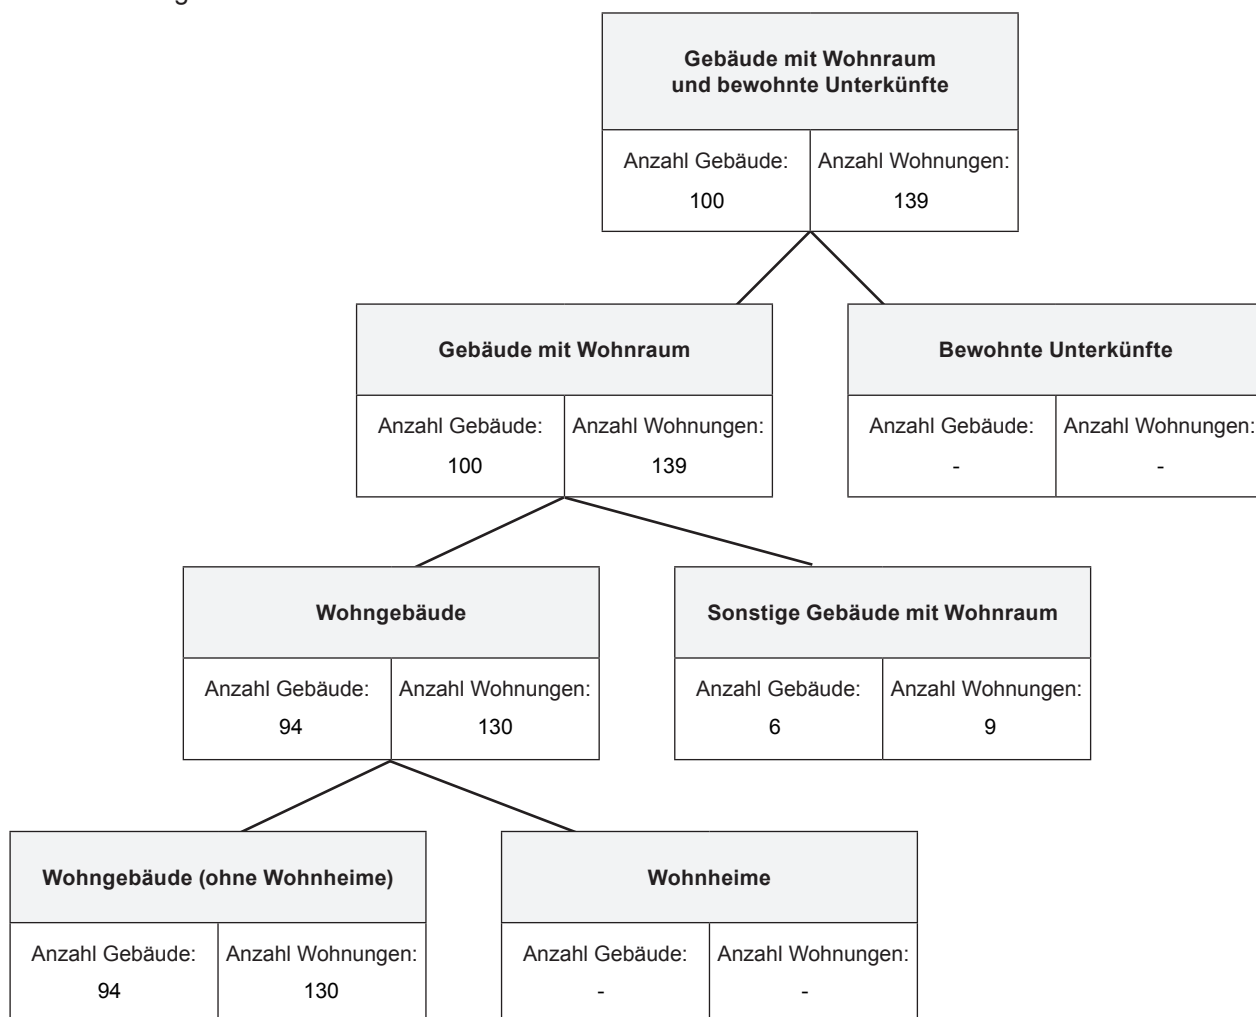 Gebäude mit Wohnraum
und bewohnte Unterkünfte
Anzahl Gebäude: Anzahl Wohnungen:
100 139
Gebäude mit Wohnraum
Anzahl Gebäude: Anzahl Wohnungen:
100 139
Bewohnte Unterkünfte
Anzahl Gebäude: Anzahl Wohnungen:
- -
Wohngebäude
Anzahl Gebäude: Anzahl Wohnungen:
94 130
Sonstige Gebäude mit Wohnraum
Anzahl Gebäude: Anzahl Wohnungen:
6 9
Wohngebäude (ohne Wohnheime)
Anzahl Gebäude: Anzahl Wohnungen:
94 130
Wohnheime
Anzahl Gebäude: Anzahl Wohnungen:
- -